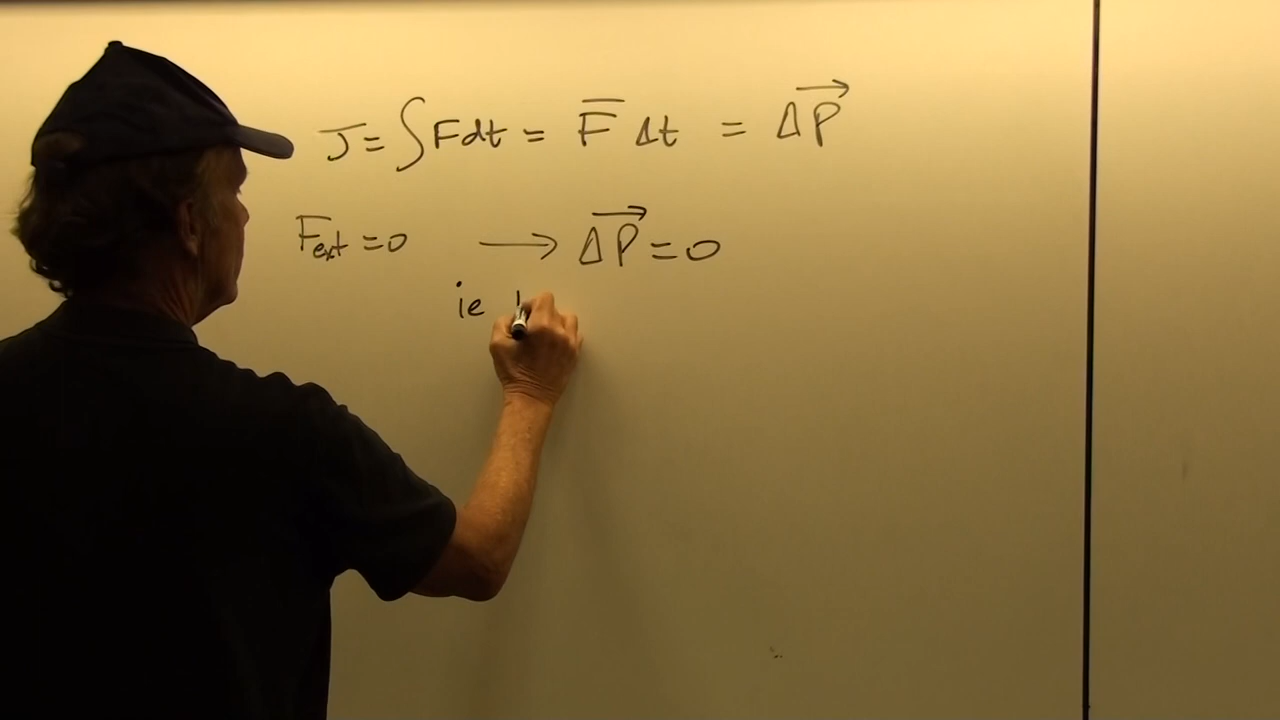 J = ∫Fdt = F̅ Δt = ΔP⃗
Fext = 0 → ΔP⃗ = 0
ie